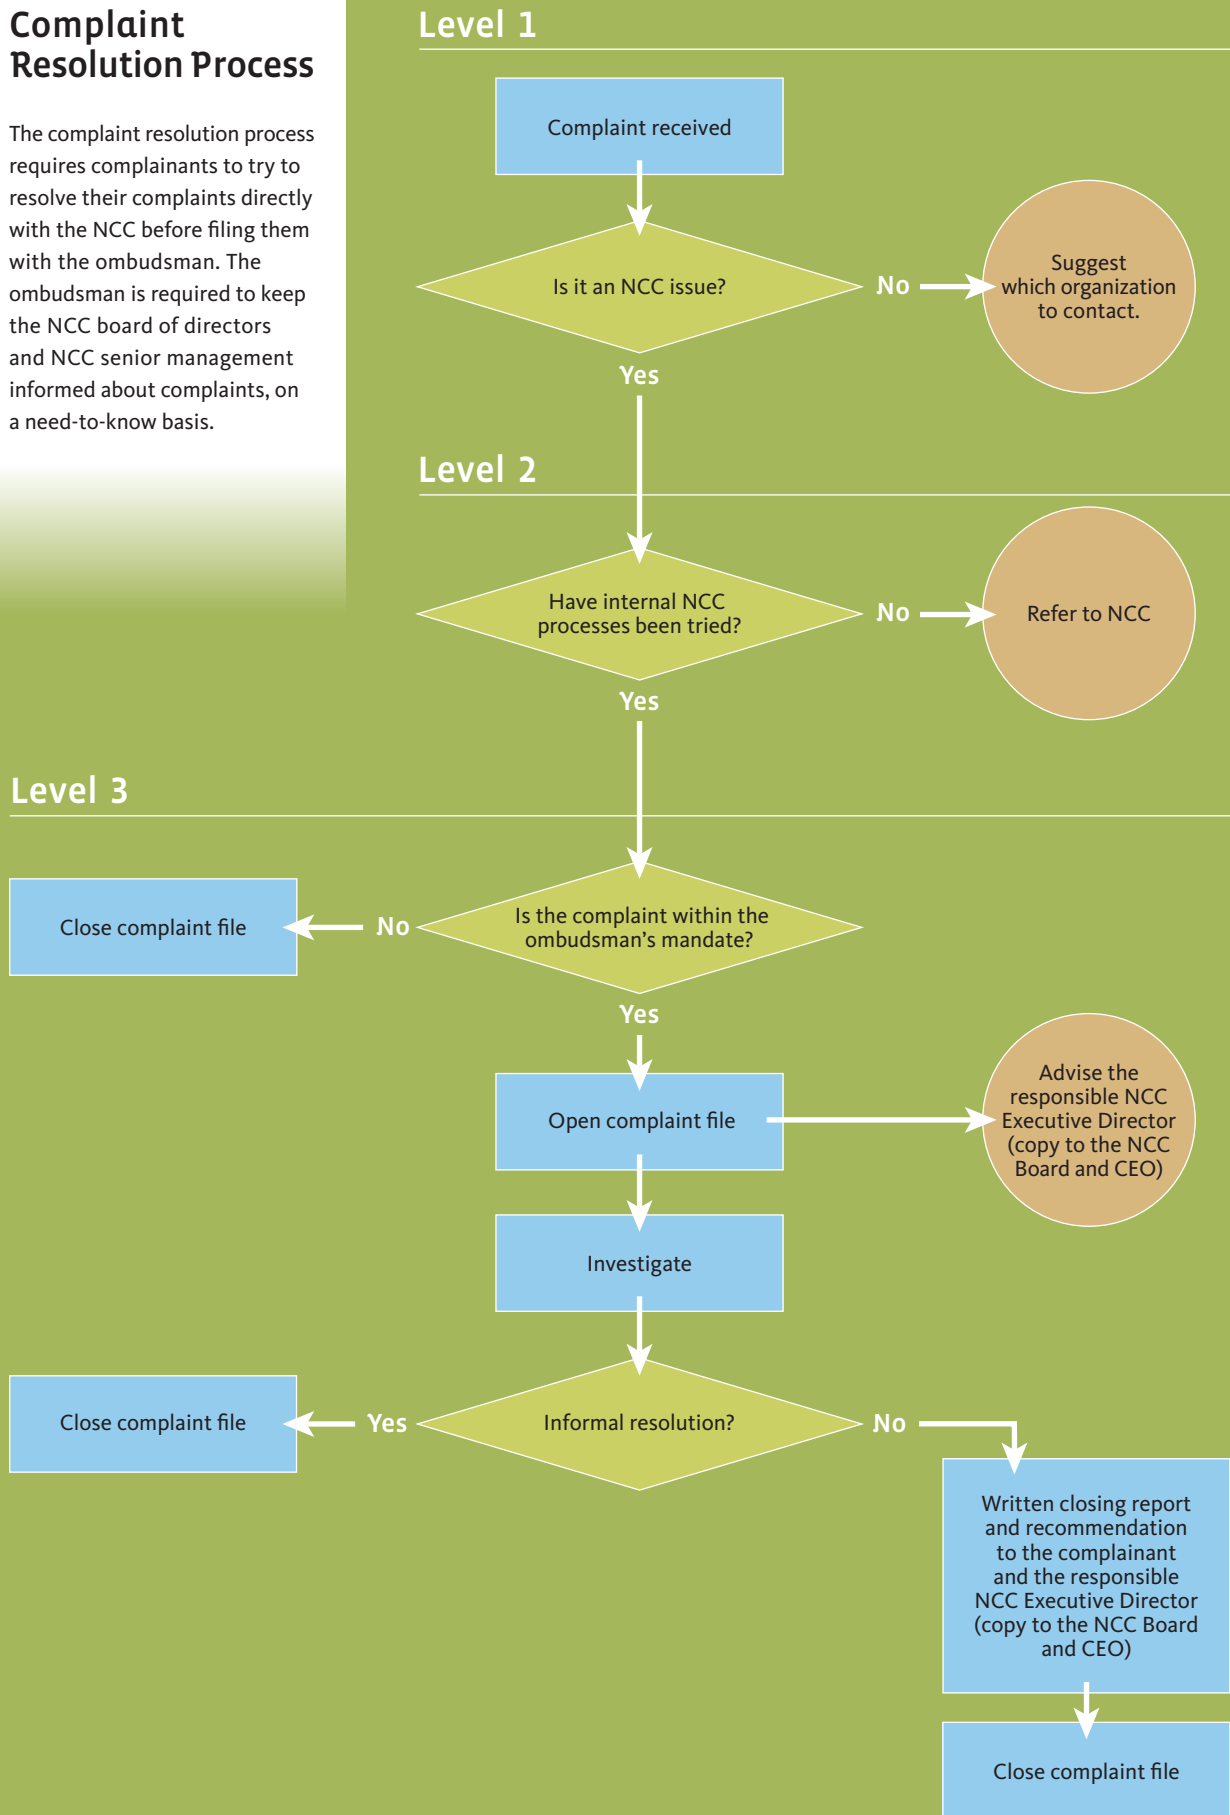 Complaint
Resolution Process
The complaint resolution process
requires complainants to try to
resolve their complaints directly
with the NCC before filing them
with the ombudsman. The
ombudsman is required to keep
the NCC board of directors
and NCC senior management
informed about complaints, on
a need-to-know basis.
Level 1
Complaint received
Is it an NCC issue?
No
Suggest
which organization
to contact.
Yes
Level 2
Have internal NCC
processes been tried?
No
Refer to NCC
Yes
Level 3
Is the complaint within the
ombudsman’s mandate?
No
Close complaint file
Yes
Open complaint file
Advise the
responsible NCC
Executive Director
(copy to the NCC
Board and CEO)
Investigate
Informal resolution?
Yes
Close complaint file
No
Written closing report
and recommendation
to the complainant
and the responsible
NCC Executive Director
(copy to the NCC Board
and CEO)
Close complaint file